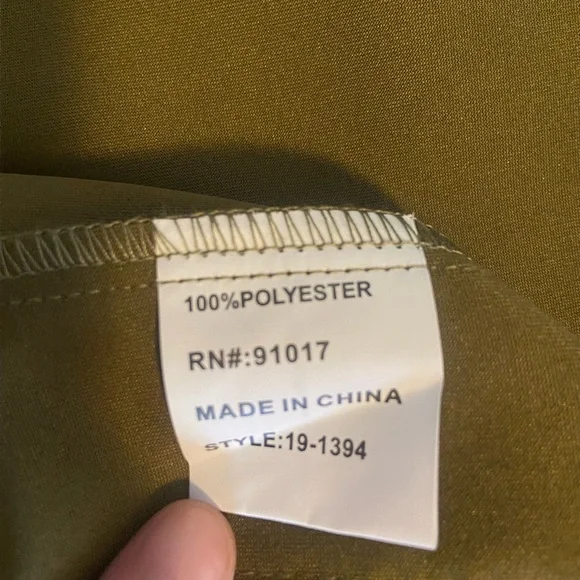 100%POLYESTER
RN#:91017
MADE IN CHINA
STYLE:19-1394